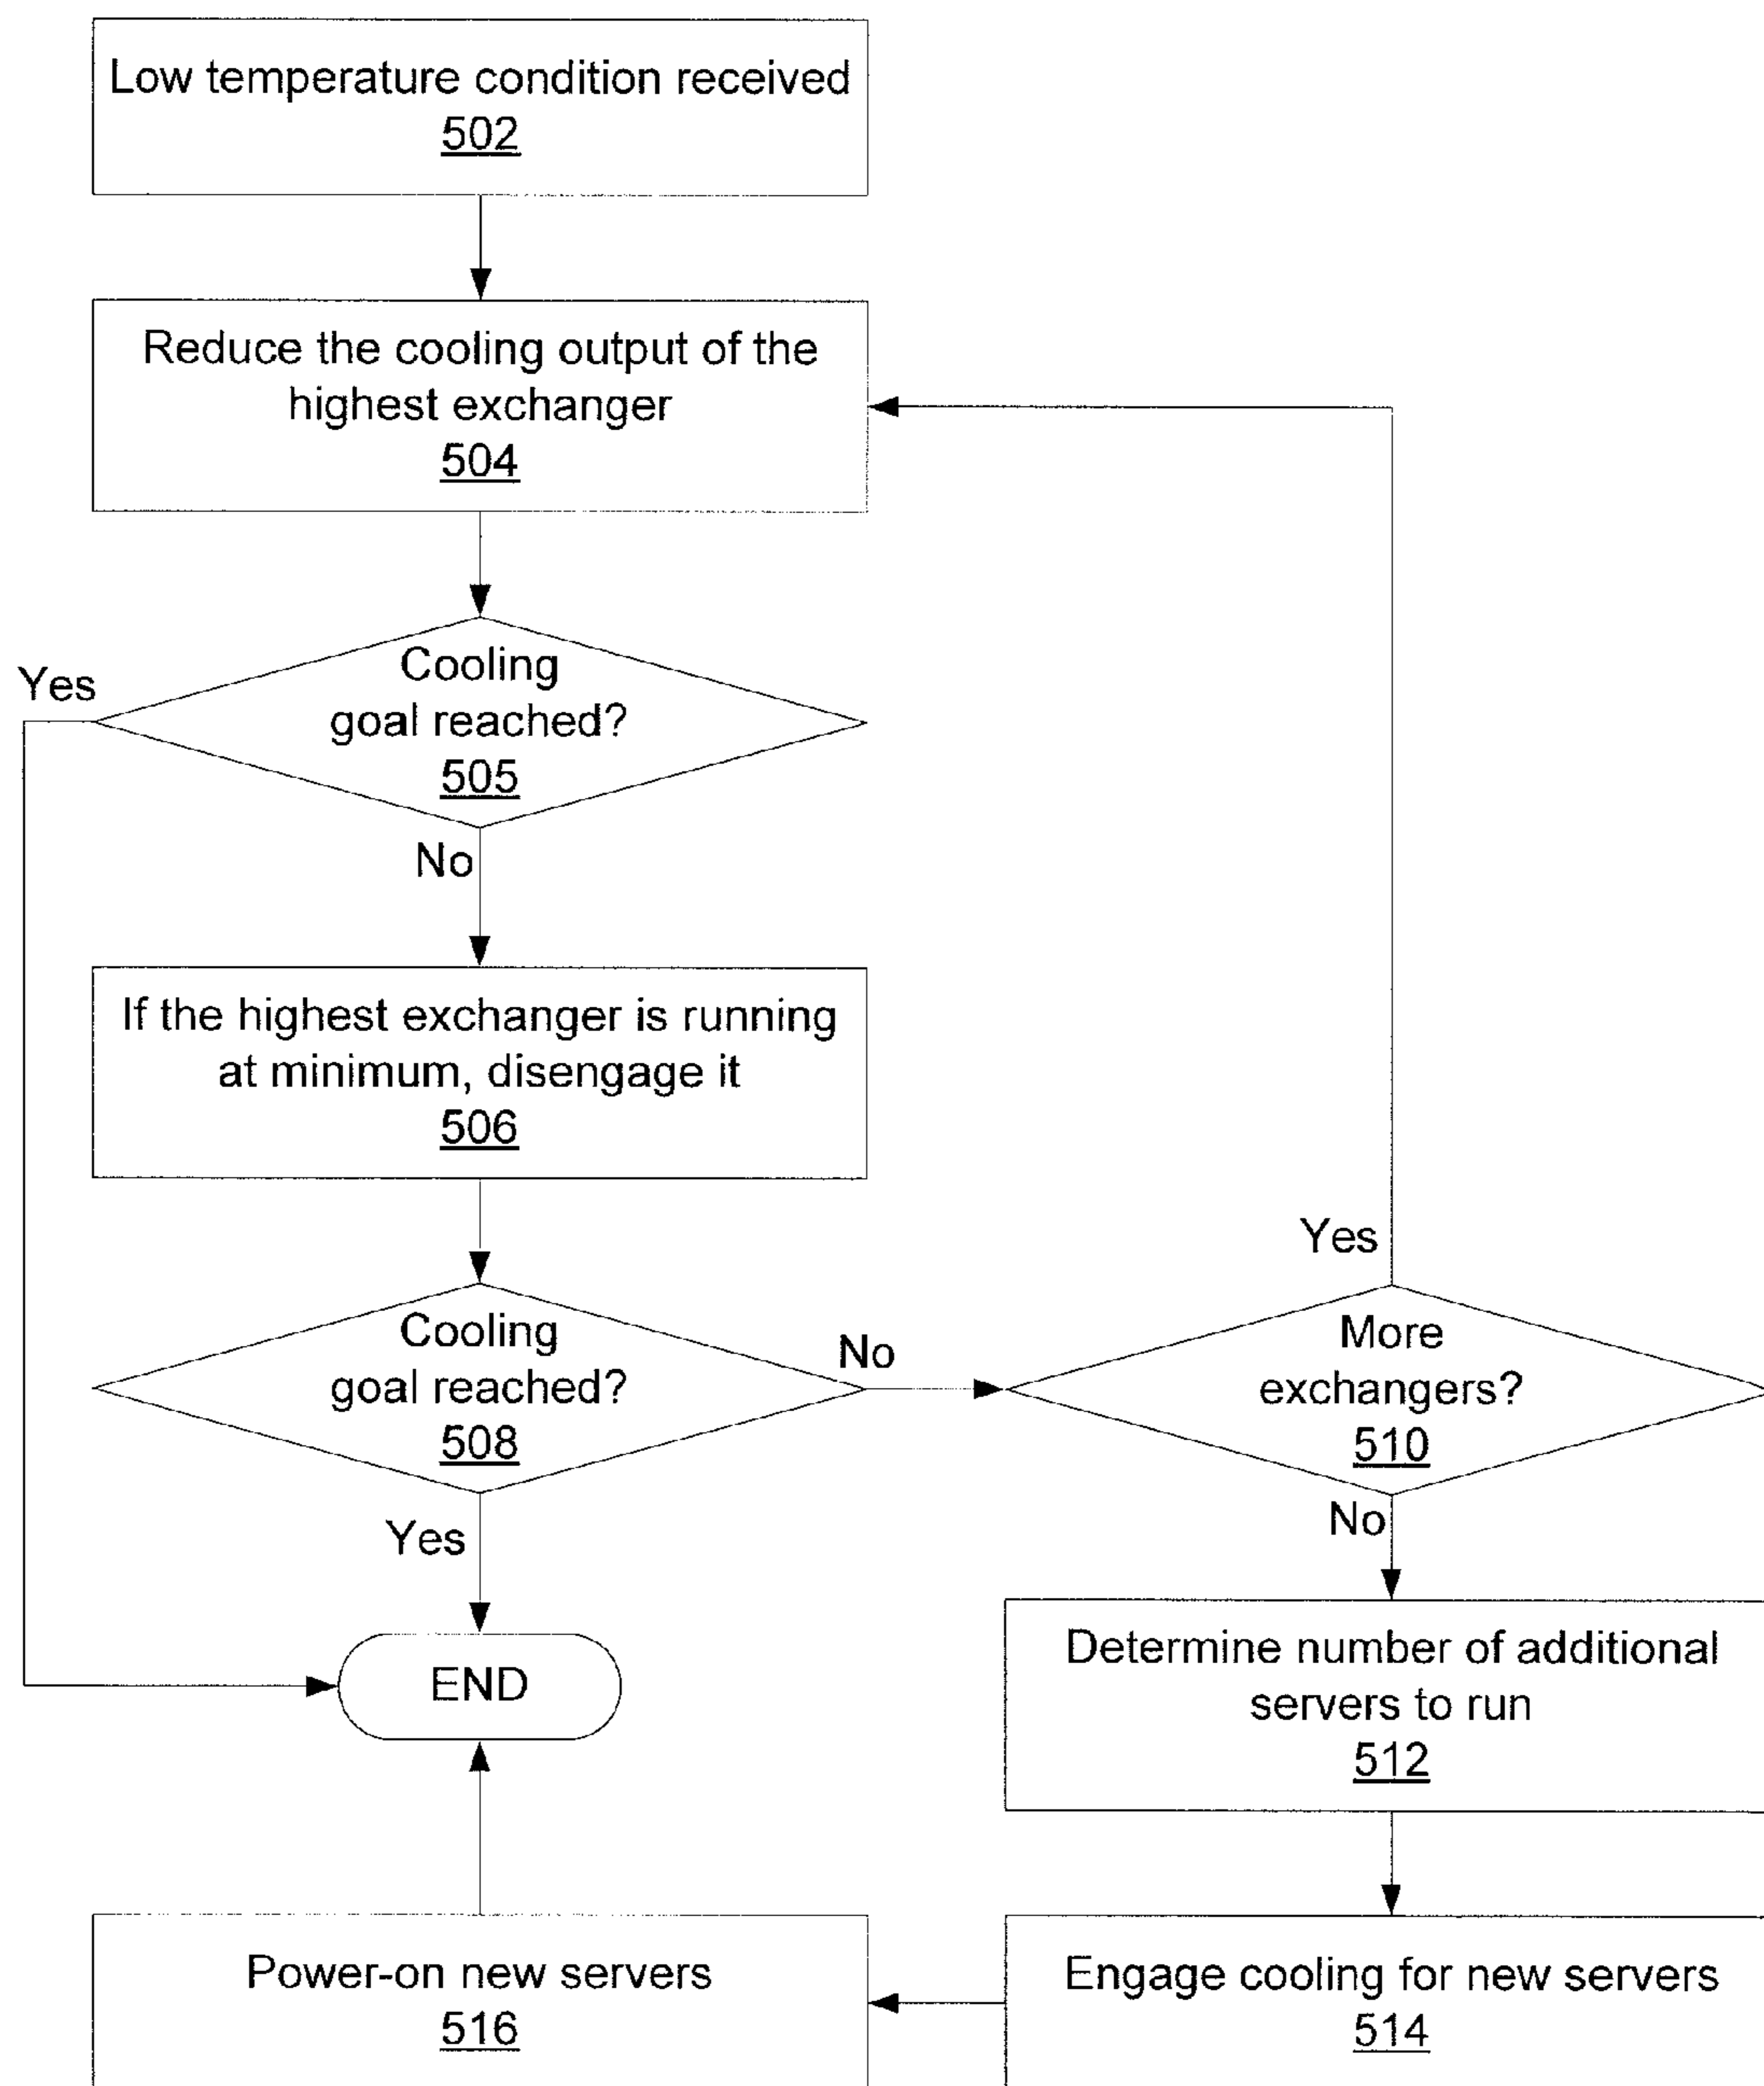 Low temperature condition received
502
Reduce the cooling output of the
highest exchanger
504
Yes
Cooling
goal reached?
505
No
If the highest exchanger is running
at minimum, disengage it
506
Cooling
goal reached?
508
No
Yes
More
exchangers?
510
Yes
No
END
Determine number of additional
servers to run
512
Engage cooling for new servers
514
Power-on new servers
516